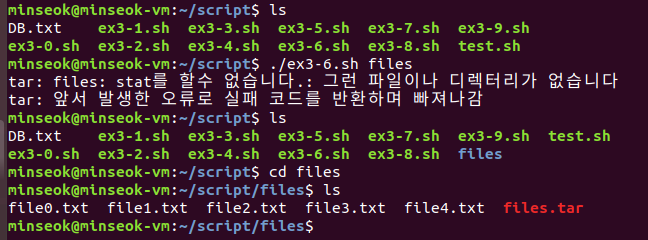 minseok@minseok-vm:~/script$ ls
DB.txt ex3-1.sh ex3-3.sh ex3-5.sh ex3-7.sh ex3-9.sh
ex3-0.sh ex3-2.sh ex3-4.sh ex3-6.sh ex3-8.sh test.sh
minseok@minseok-vm:~/script$ ./ex3-6.sh files
tar: files: stat를 할수 없습니다.: 그런 파일이나 디렉터리가 없습니다
tar: 앞서 발생한 오류로 실패 코드를 반환하며 빠져나감
minseok@minseok-vm:~/script$ ls
DB.txt ex3-1.sh ex3-3.sh ex3-5.sh ex3-7.sh ex3-9.sh test.sh
ex3-0.sh ex3-2.sh ex3-4.sh ex3-6.sh ex3-8.sh files
minseok@minseok-vm:~/script$ cd files
minseok@minseok-vm:~/script/files$ ls
file0.txt file1.txt file2.txt file3.txt file4.txt files.tar
minseok@minseok-vm:~/script/files$